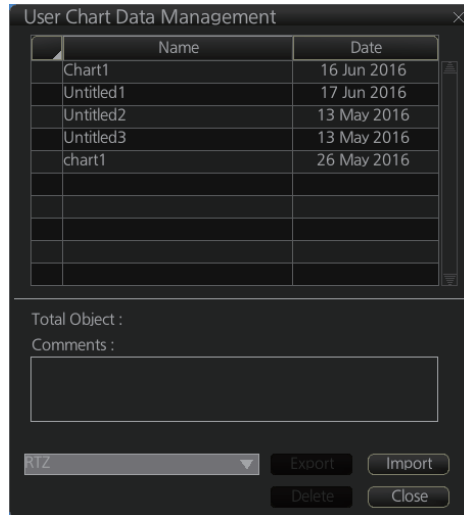 User Chart Data Management
Name Date
Chart1 16 Jun 2016
Untitled1 17 Jun 2016
Untitled2 13 May 2016
Untitled3 13 May 2016
chart1 26 May 2016
Total Object :
Comments :
RTZ Export Import
Delete Close